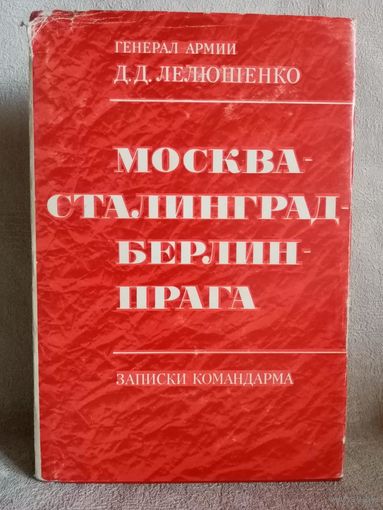 ГЕНЕРАЛ АРМИИ
Д.Д.ЛЕЛЮШЕНКО
МОСКВА-
СТАЛИНГРАД-
БЕРЛИН-
ПРАГА
ЗАПИСКИ КОМАНДАРМА